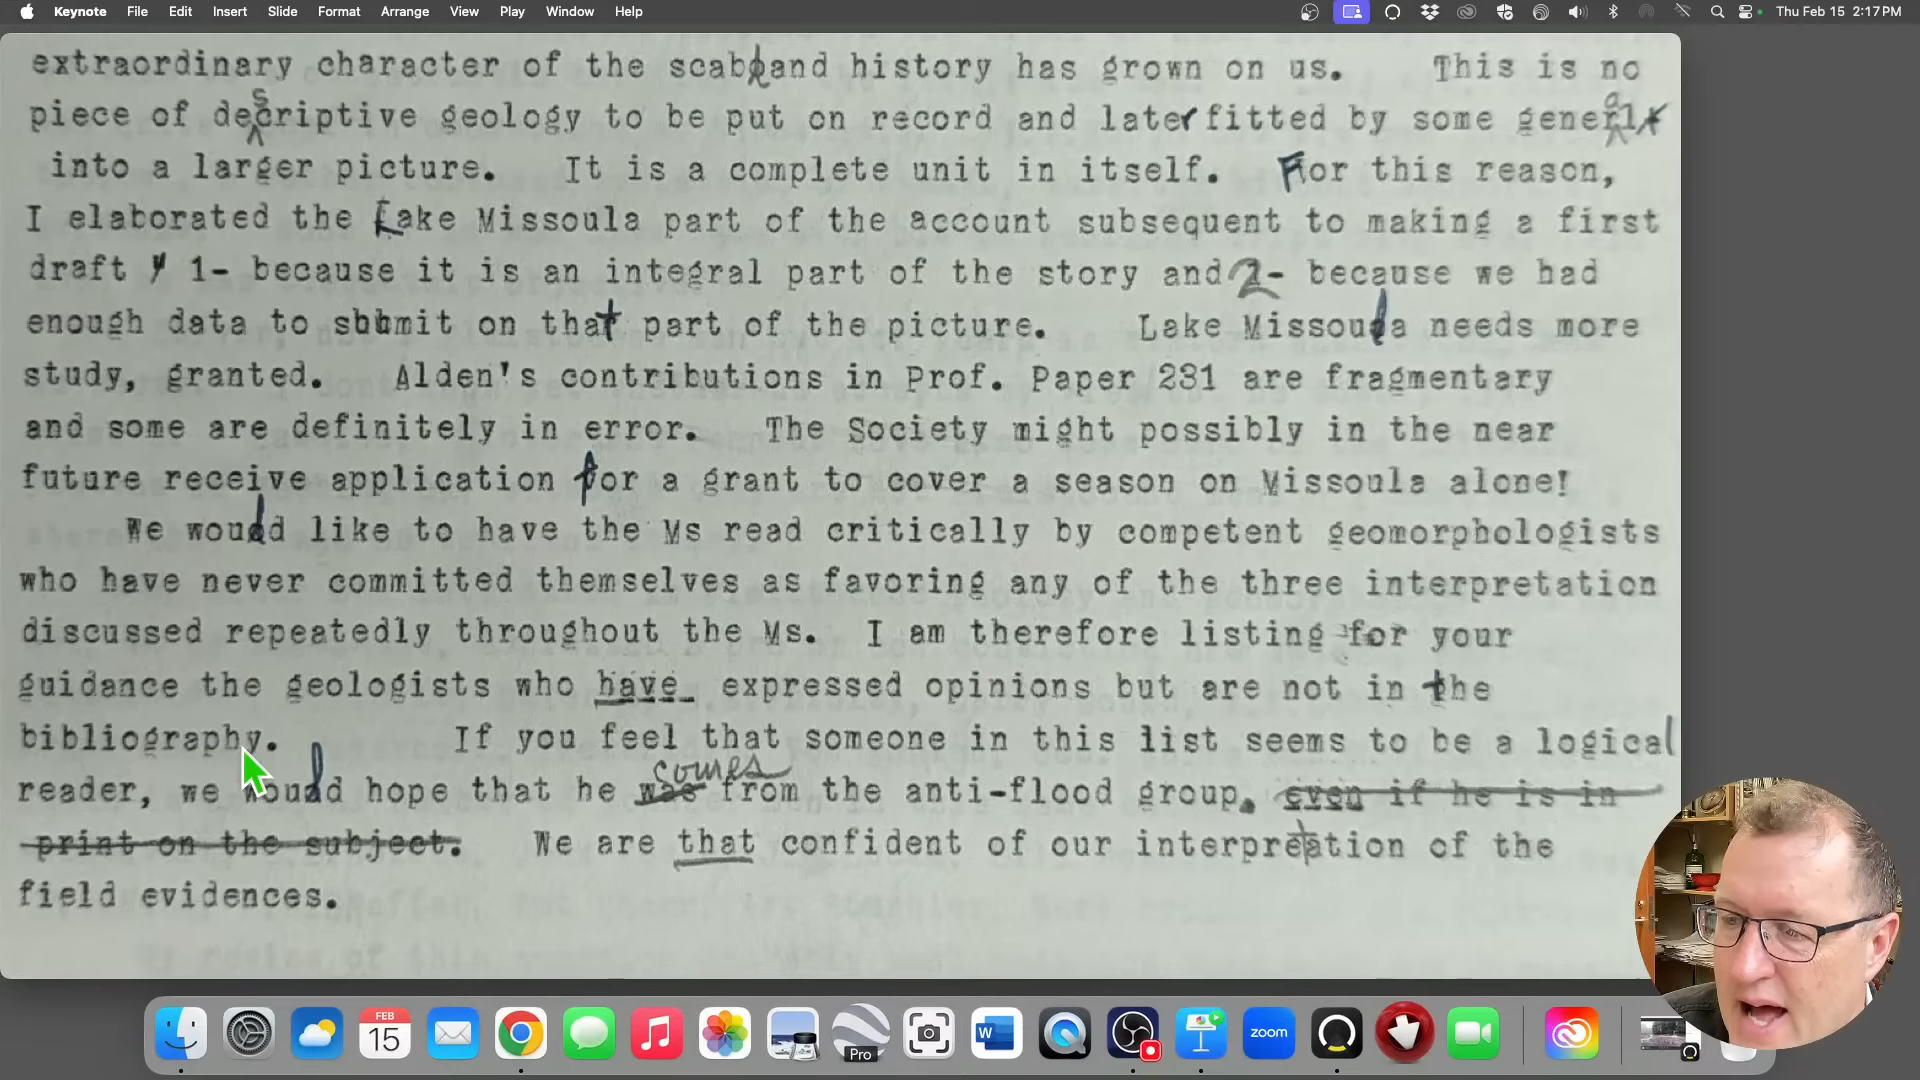 Keynote File Edit Insert Slide Format Arrange View Play Window Help Thu Feb 15 2:17 PM
extraordinary character of the scabland history has grown on us. This is no
piece of descriptive geology to be put on record and later fitted by some general
into a larger picture. It is a complete unit in itself. For this reason,
I elaborated the Lake Missoula part of the account subsequent to making a first
draft 1- because it is an integral part of the story and 2- because we had
enough data to submit on that part of the picture. Lake Missoula needs more
study, granted. Alden's contributions in Prof. Paper 231 are fragmentary
and some are definitely in error. The Society might possibly in the near
future receive application for a grant to cover a season on Missoula alone!
We would like to have the Ms read critically by competent geomorphologists
who have never committed themselves as favoring any of the three interpretation
discussed repeatedly throughout the Ms. I am therefore listing for your
guidance the geologists who have expressed opinions but are not in the
bibliography. If you feel that someone in this list seems to be a logical
comes
reader, we would hope that he was from the anti-flood group. even if he is in
print on the subject. We are that confident of our interpretation of the
field evidences.
FEB
15
Pro
W
zoom